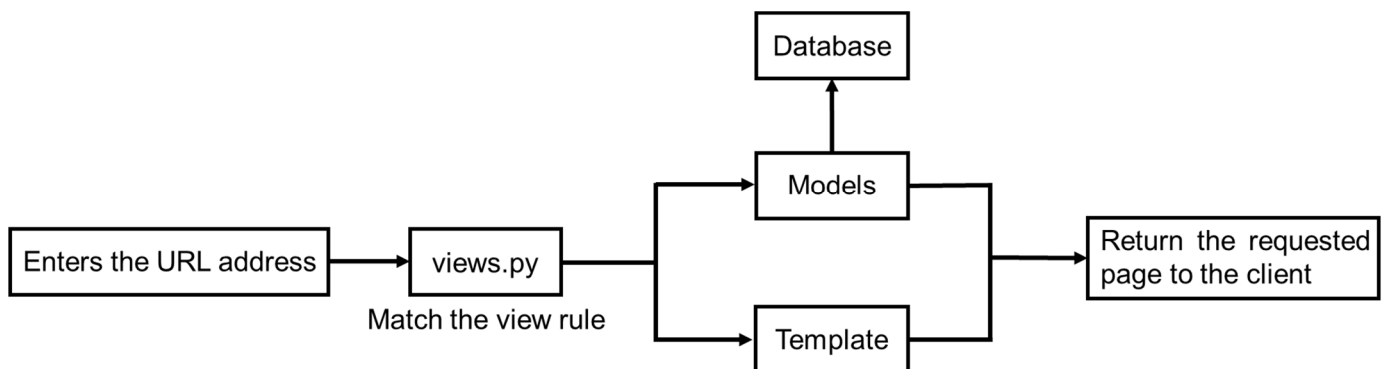 Database
Models
Enters the URL address
views.py
Match the view rule
Template
Return the requested
page to the client